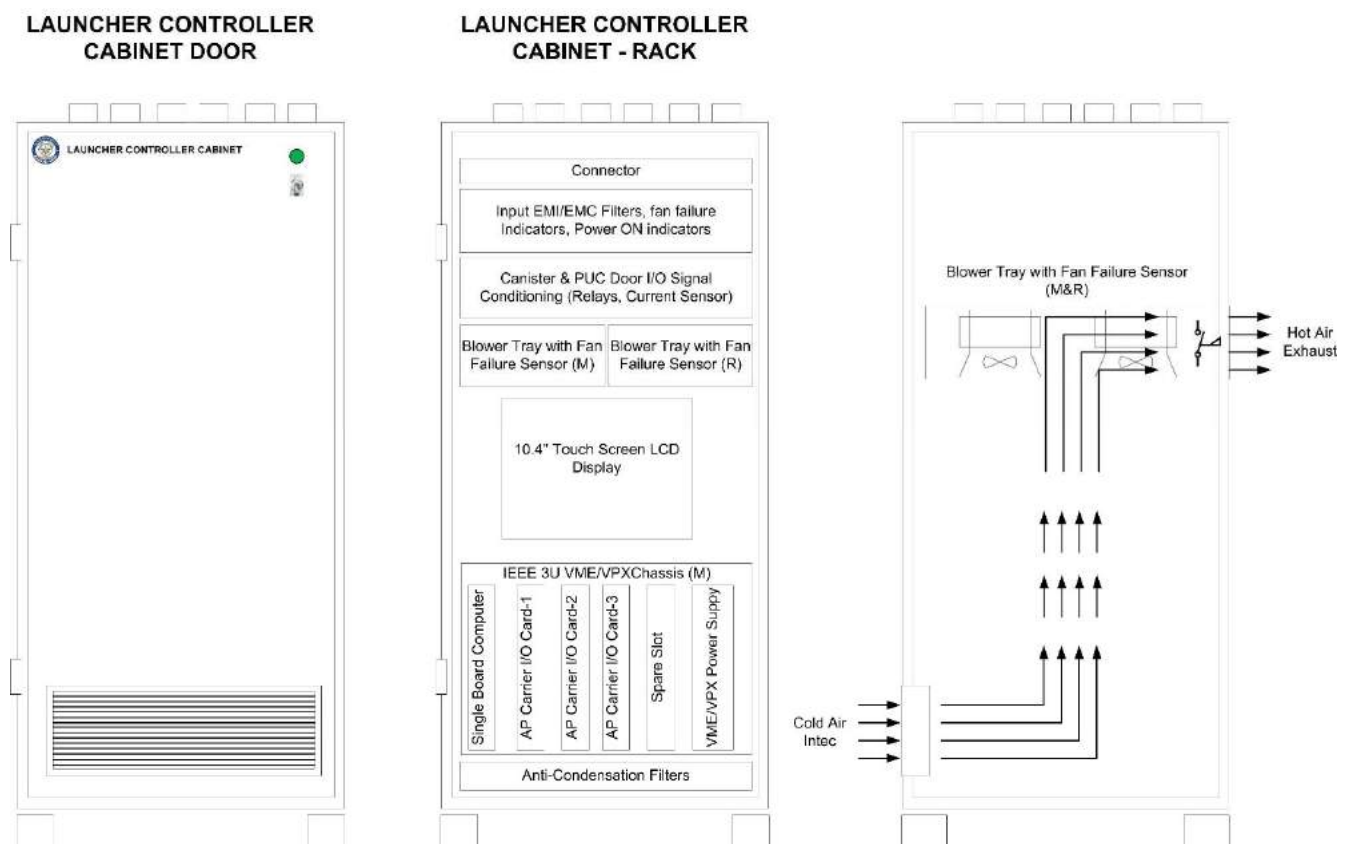 LAUNCHER CONTROLLER
CABINET DOOR
LAUNCHER CONTROLLER CABINET
LAUNCHER CONTROLLER
CABINET - RACK
Connector
Input EMI/EMC Filters, fan failure
Indicators, Power ON indicators
Canister & PUC Door I/O Signal
Conditioning (Relays, Current Sensor)
Blower Tray with Fan
Failure Sensor (M)
Blower Tray with Fan
Failure Sensor (R)
10.4" Touch Screen LCD
Display
IEEE 3U VME/VPXChassis (M)
Single Board Computer
AP Carrier I/O Card-1
AP Carrier I/O Card-2
AP Carrier I/O Card-3
Spare Slot
VME/VPX Power Suppy
Anti-Condensation Filters
Blower Tray with Fan Failure Sensor
(M&R)
Hot Air
Exhaust
Cold Air
Intec